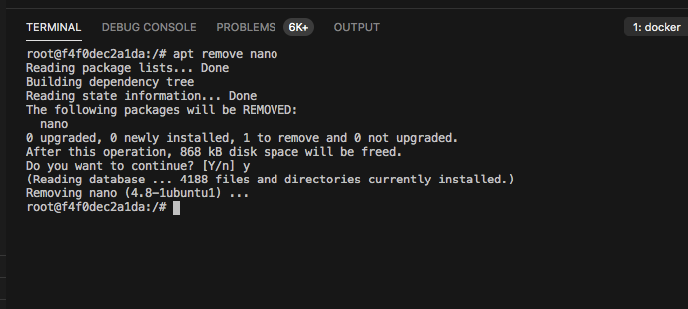 TERMINAL DEBUG CONSOLE PROBLEMS 6K+ OUTPUT 1: docker
root@f4f0dec2a1da:/# apt remove nano
Reading package lists... Done
Building dependency tree
Reading state information... Done
The following packages will be REMOVED:
  nano
0 upgraded, 0 newly installed, 1 to remove and 0 not upgraded.
After this operation, 868 kB disk space will be freed.
Do you want to continue? [Y/n] y
(Reading database ... 4188 files and directories currently installed.)
Removing nano (4.8-1ubuntu1) ...
root@f4f0dec2a1da:/#